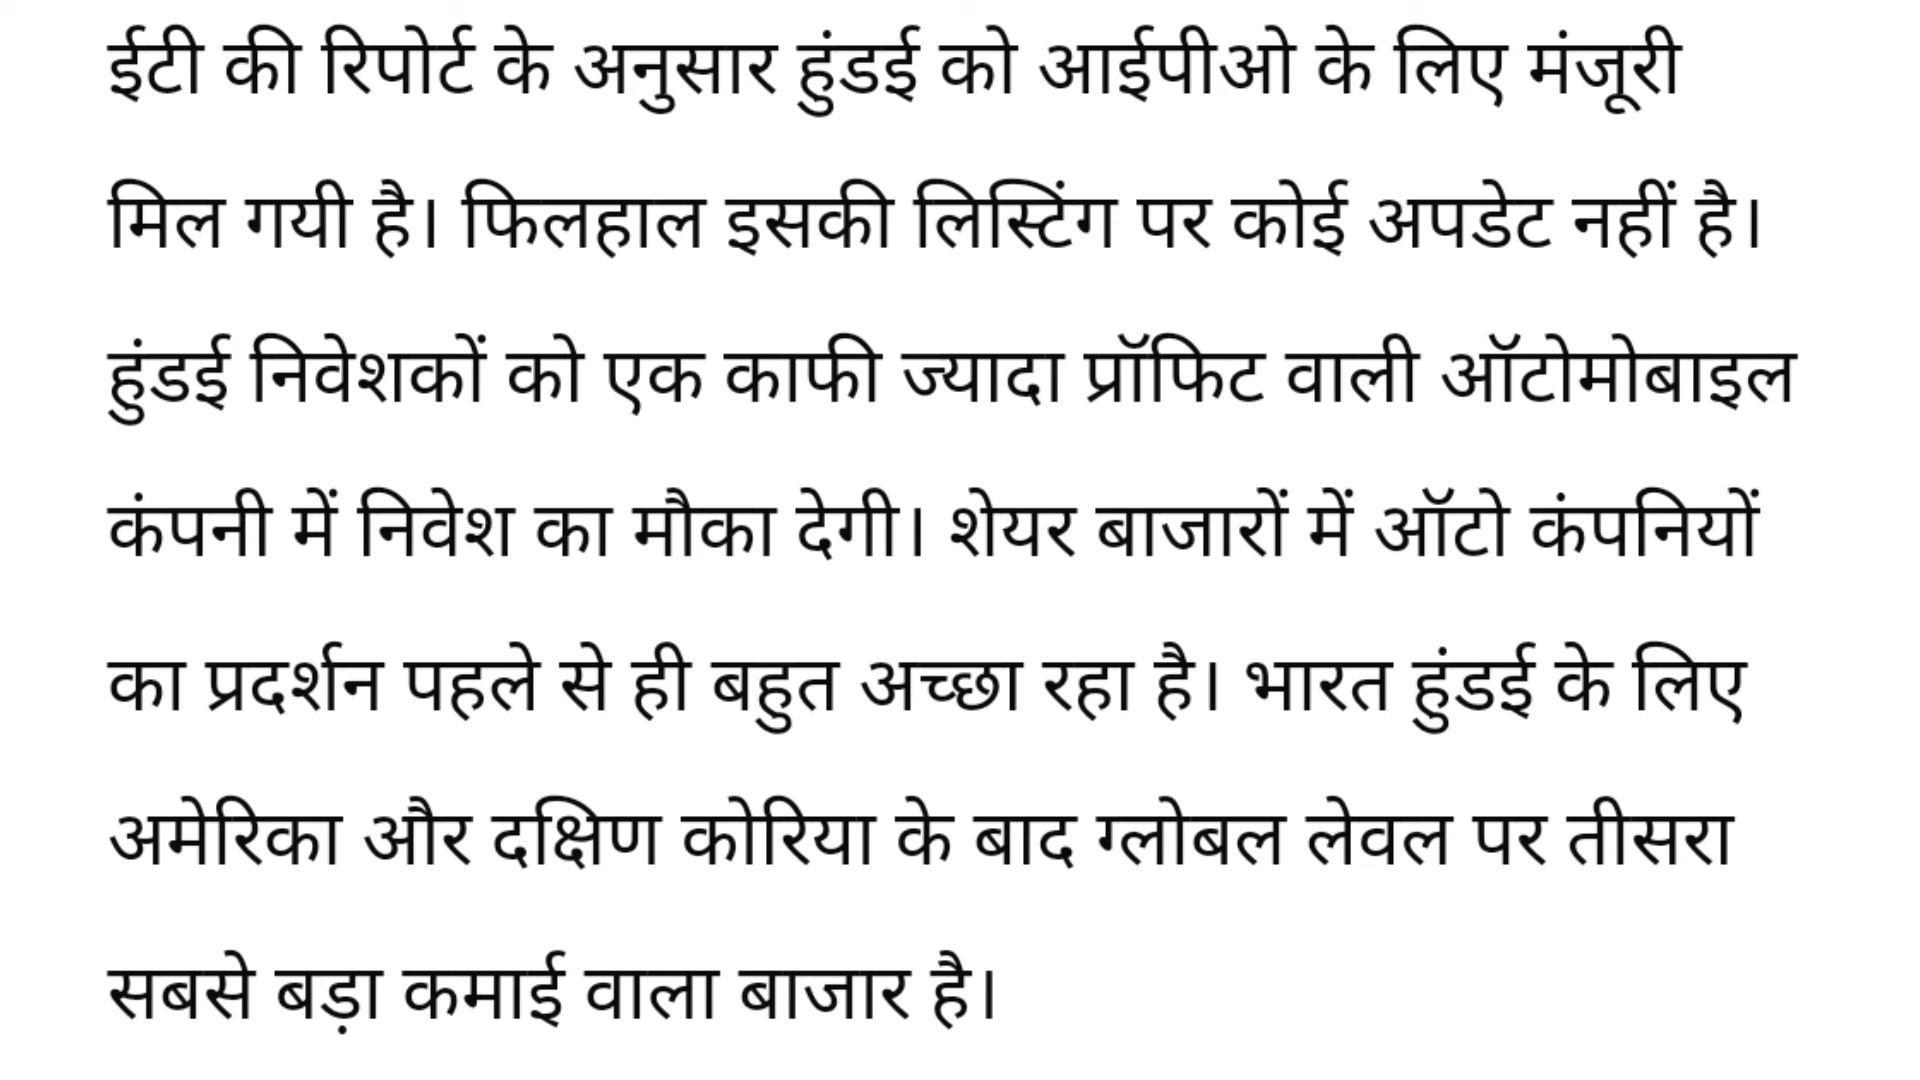 ईटी की रिपोर्ट के अनुसार हुंडई को आईपीओ के लिए मंजूरी
मिल गयी है। फिलहाल इसकी लिस्टिंग पर कोई अपडेट नहीं है।
हुंडई निवेशकों को एक काफी ज्यादा प्रॉफिट वाली ऑटोमोबाइल
कंपनी में निवेश का मौका देगी। शेयर बाजारों में ऑटो कंपनियों
का प्रदर्शन पहले से ही बहुत अच्छा रहा है। भारत हुंडई के लिए
अमेरिका और दक्षिण कोरिया के बाद ग्लोबल लेवल पर तीसरा
सबसे बड़ा कमाई वाला बाजार है।